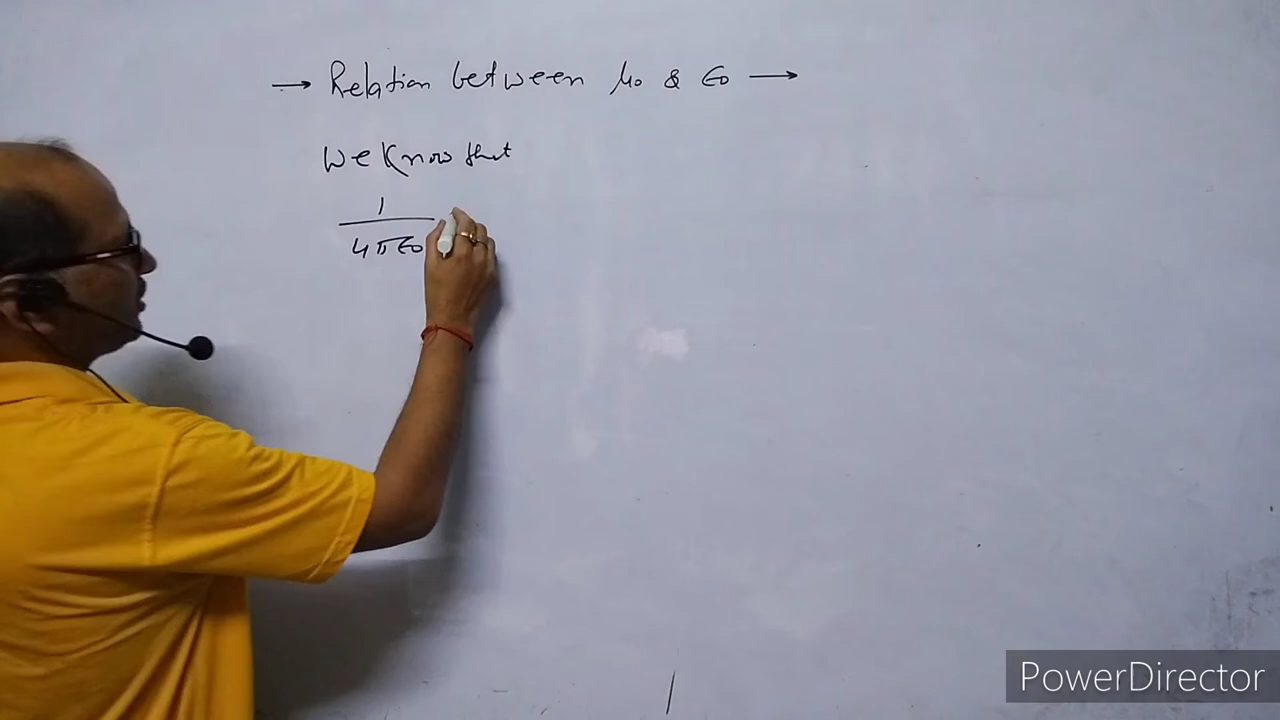 → Relation between μ0 & ε0 →
We Know that
1
4πε0
PowerDirector